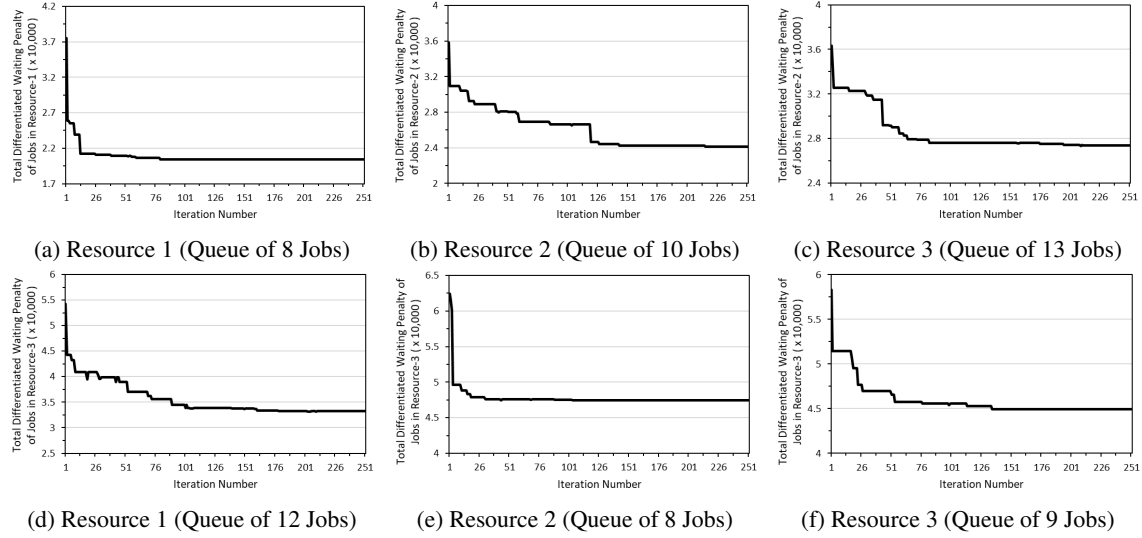 Total Differentiated Waiting Penalty
of Jobs in Resource-1 ( x 10,000)
4.2
3.7
3.2
2.7
2.2
1.7
1 26 51 76 101 126 151 176 201 226 251
Iteration Number
(a) Resource 1 (Queue of 8 Jobs)
Total Differentiated Waiting Penalty
of Jobs in Resource-2 ( x 10,000)
4
3.6
3.2
2.8
2.4
2
1 26 51 76 101 126 151 176 201 226 251
Iteration Number
(b) Resource 2 (Queue of 10 Jobs)
Total Differentiated Waiting Penalty
of Jobs in Resource-2 ( x 10,000)
4
3.6
3.2
2.8
2.4
1 26 51 76 101 126 151 176 201 226 251
Iteration Number
(c) Resource 3 (Queue of 13 Jobs)
Total Differentiated Waiting Penalty
of Jobs in Resource-3 ( x 10,000)
6
5.5
5
4.5
4
3.5
3
2.5
1 26 51 76 101 126 151 176 201 226 251
Iteration Number
(d) Resource 1 (Queue of 12 Jobs)
Total Differentiated Waiting Penalty of
Jobs in Resource-3 ( x 10,000)
6.5
6
5.5
5
4.5
4
1 26 51 76 101 126 151 176 201 226 251
Iteration Number
(e) Resource 2 (Queue of 8 Jobs)
Total Differentiated Waiting Penalty of
Jobs in Resource-3 ( x 10,000)
6
5.5
5
4.5
4
1 26 51 76 101 126 151 176 201 226 251
Iteration Number
(f) Resource 3 (Queue of 9 Jobs)